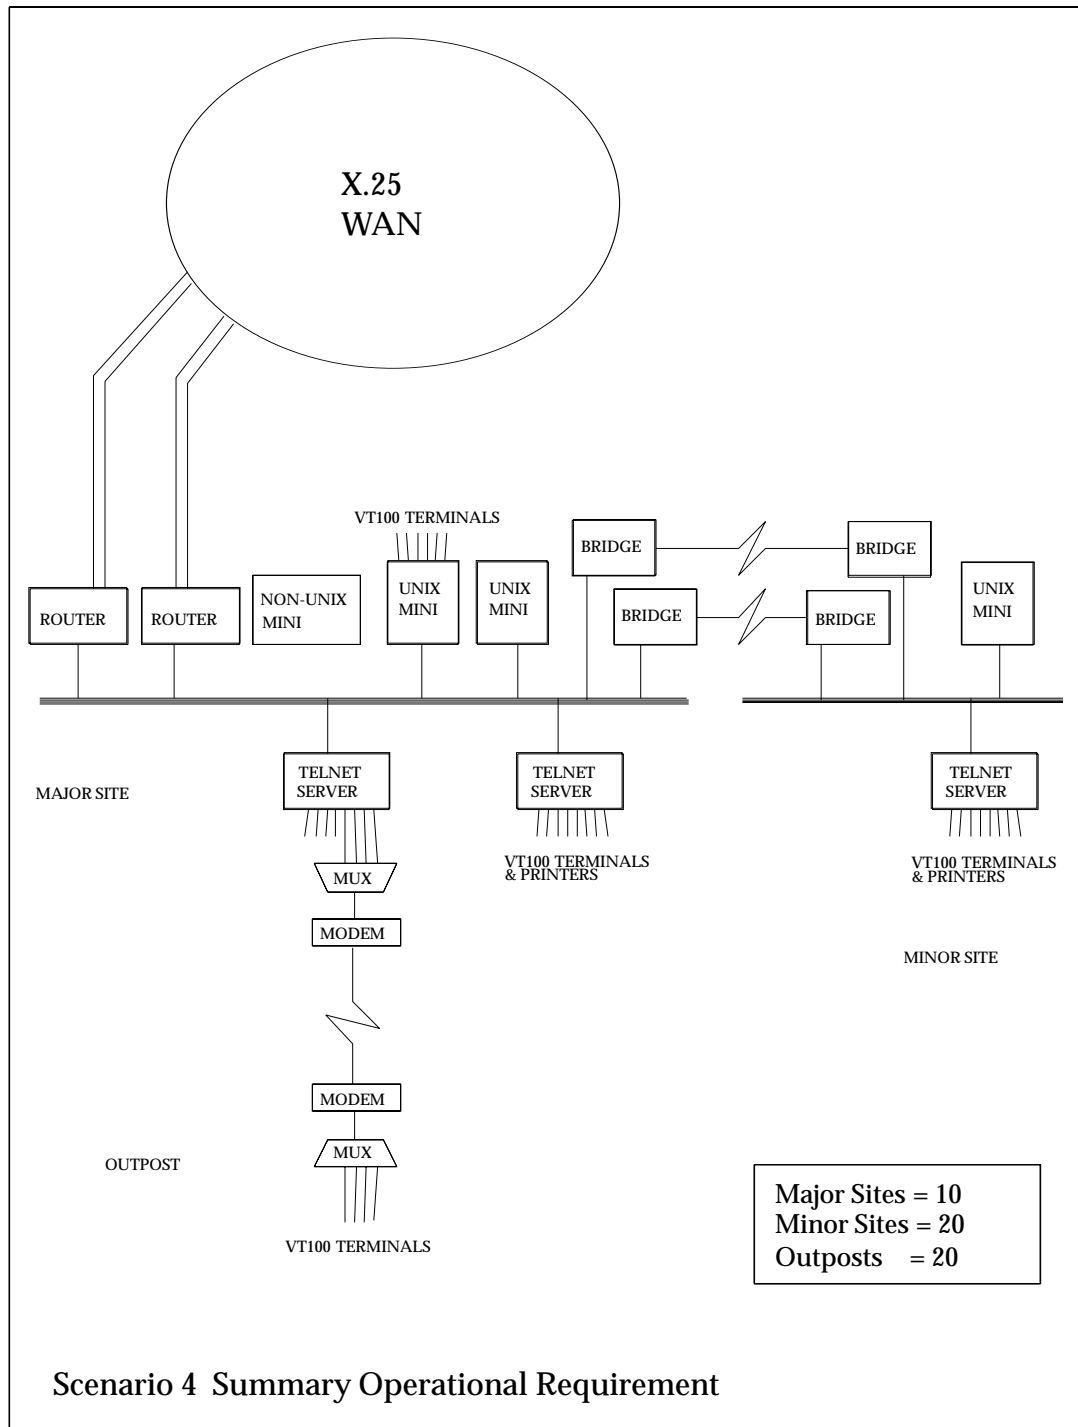 X.25
WAN
VT100 TERMINALS
ROUTER
ROUTER
NON-UNIX
MINI
UNIX
MINI
UNIX
MINI
BRIDGE
BRIDGE
BRIDGE
BRIDGE
UNIX
MINI
MAJOR SITE
TELNET
SERVER
TELNET
SERVER
TELNET
SERVER
VT100 TERMINALS
& PRINTERS
VT100 TERMINALS
& PRINTERS
MUX
MODEM
MINOR SITE
MODEM
MUX
OUTPOST
VT100 TERMINALS
Major Sites = 10
Minor Sites = 20
Outposts = 20
Scenario 4 Summary Operational Requirement